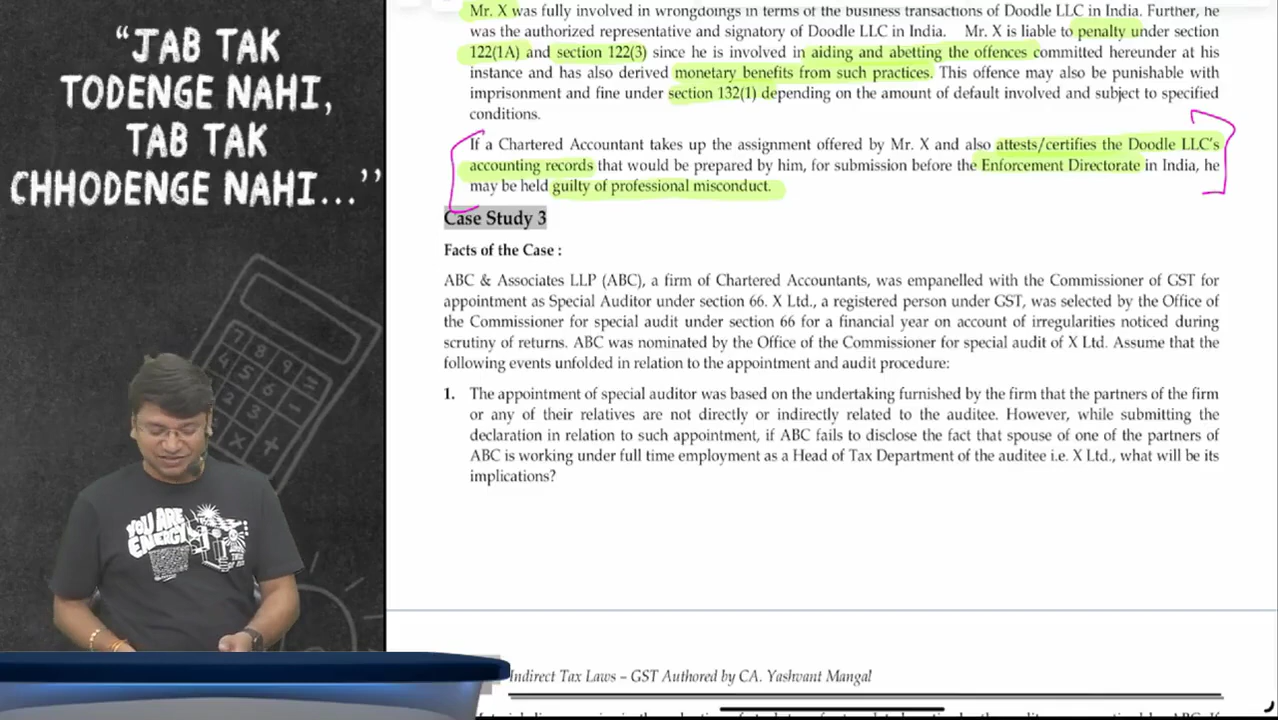 “JAB TAK
TODENGE NAHI,
TAB TAK
CHHODENGE NAHI...’’
YOU ARE
ENERGY
7 8 9
4 5 6
Mr. X was fully involved in wrongdoings in terms of the business transactions of Doodle LLC in India. Further, he
was the authorized representative and signatory of Doodle LLC in India. Mr. X is liable to penalty under section
122(1A) and section 122(3) since he is involved in aiding and abetting the offences committed hereunder at his
instance and has also derived monetary benefits from such practices. This offence may also be punishable with
imprisonment and fine under section 132(1) depending on the amount of default involved and subject to specified
conditions.
If a Chartered Accountant takes up the assignment offered by Mr. X and also attests/certifies the Doodle LLC’s
accounting records that would be prepared by him, for submission before the Enforcement Directorate in India, he
may be held guilty of professional misconduct.
Case Study 3
Facts of the Case :
ABC & Associates LLP (ABC), a firm of Chartered Accountants, was empanelled with the Commissioner of GST for
appointment as Special Auditor under section 66. X Ltd., a registered person under GST, was selected by the Office of
the Commissioner for special audit under section 66 for a financial year on account of irregularities noticed during
scrutiny of returns. ABC was nominated by the Office of the Commissioner for special audit of X Ltd. Assume that the
following events unfolded in relation to the appointment and audit procedure:
1. The appointment of special auditor was based on the undertaking furnished by the firm that the partners of the firm
or any of their relatives are not directly or indirectly related to the auditee. However, while submitting the
declaration in relation to such appointment, if ABC fails to disclose the fact that spouse of one of the partners of
ABC is working under full time employment as a Head of Tax Department of the auditee i.e. X Ltd., what will be its
implications?
Indirect Tax Laws – GST Authored by CA. Yashwant Mangal